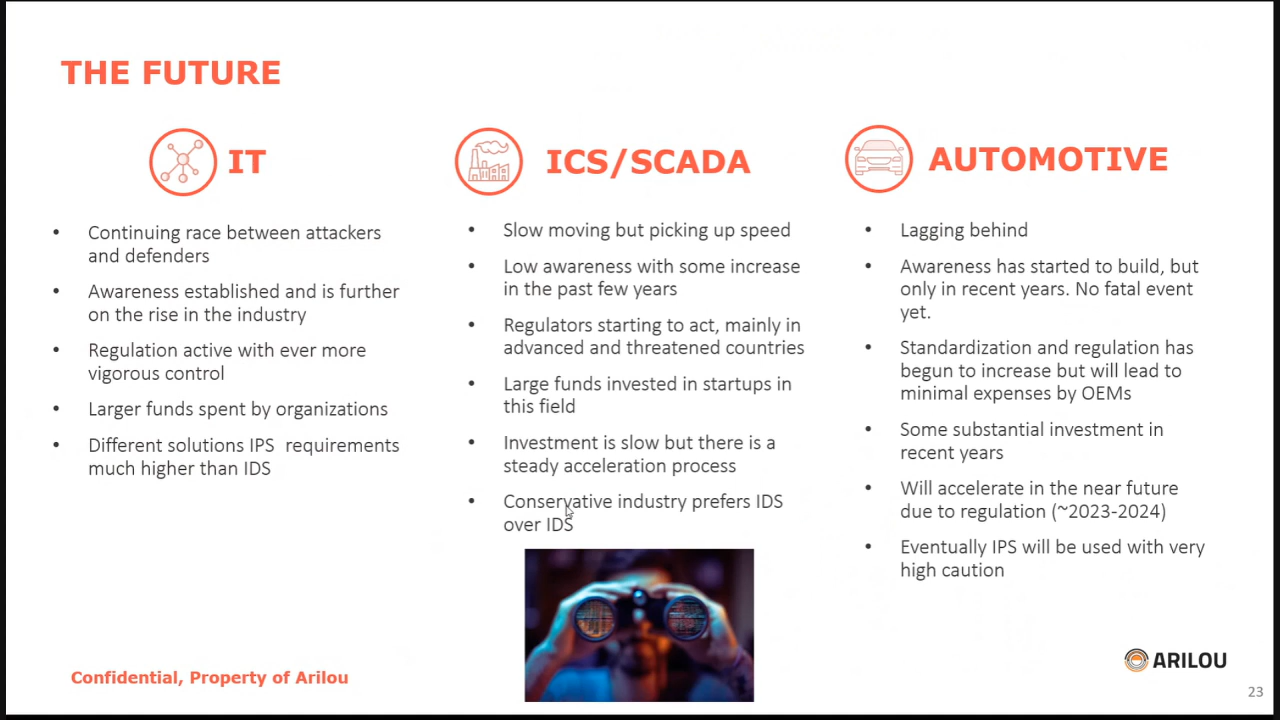 THE FUTURE
IT
Continuing race between attackers
and defenders
Awareness established and is further
on the rise in the industry
Regulation active with ever more
vigorous control
Larger funds spent by organizations
Different solutions IPS  requirements
much higher than IDS
ICS/SCADA
Slow moving but picking up speed
Low awareness with some increase
in the past few years
Regulators starting to act, mainly in
advanced and threatened countries
Large funds invested in startups in
this field
Investment is slow but there is a
steady acceleration process
Conservative industry prefers IDS
over IDS
AUTOMOTIVE
Lagging behind
Awareness has started to build, but
only in recent years. No fatal event
yet.
Standardization and regulation has
begun to increase but will lead to
minimal expenses by OEMs
Some substantial investment in
recent years
Will accelerate in the near future
due to regulation (~2023-2024)
Eventually IPS will be used with very
high caution
Confidential, Property of Arilou
ARILOU
23